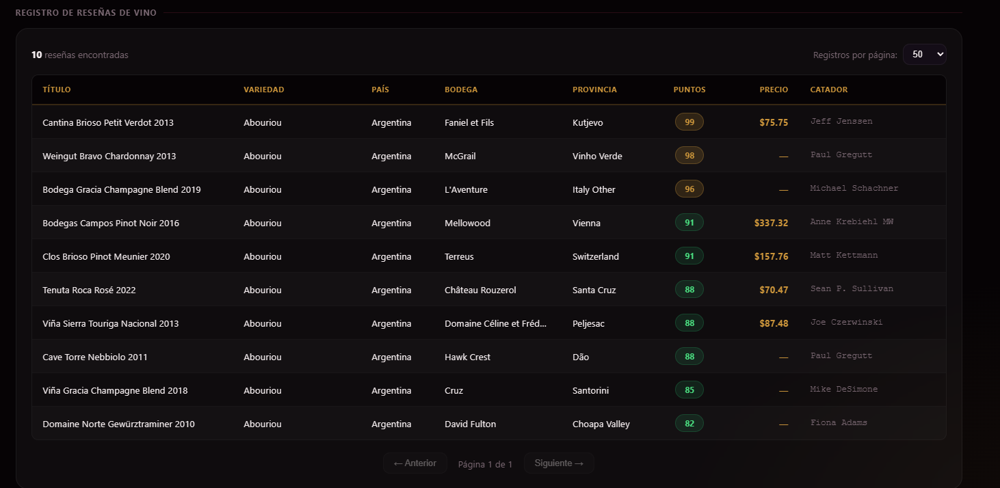 REGISTRO DE RESEÑAS DE VINO
10 reseñas encontradas Registros por página: 50
TÍTULO VARIEDAD PAÍS BODEGA PROVINCIA PUNTOS PRECIO CATADOR
Cantina Brioso Petit Verdot 2013 Abouriou Argentina Faniel et Fils Kutjevo 99 $75.75 Jeff Jenssen
Weingut Bravo Chardonnay 2013 Abouriou Argentina McGrail Vinho Verde 98 — Paul Gregutt
Bodega Gracia Champagne Blend 2019 Abouriou Argentina L'Aventure Italy Other 96 — Michael Schachner
Bodegas Campos Pinot Noir 2016 Abouriou Argentina Mellowood Vienna 91 $337.32 Anne Krebiehl MW
Clos Brioso Pinot Meunier 2020 Abouriou Argentina Terreus Switzerland 91 $157.76 Matt Kettmann
Tenuta Roca Rosé 2022 Abouriou Argentina Château Rouzerol Santa Cruz 88 $70.47 Sean P. Sullivan
Viña Sierra Touriga Nacional 2013 Abouriou Argentina Domaine Céline et Fréd... Peljesac 88 $87.48 Joe Czerwinski
Cave Torre Nebbiolo 2011 Abouriou Argentina Hawk Crest Dão 88 — Paul Gregutt
Viña Gracia Champagne Blend 2018 Abouriou Argentina Cruz Santorini 85 — Mike DeSimone
Domaine Norte Gewürztraminer 2010 Abouriou Argentina David Fulton Choapa Valley 82 — Fiona Adams
← Anterior Página 1 de 1 Siguiente →